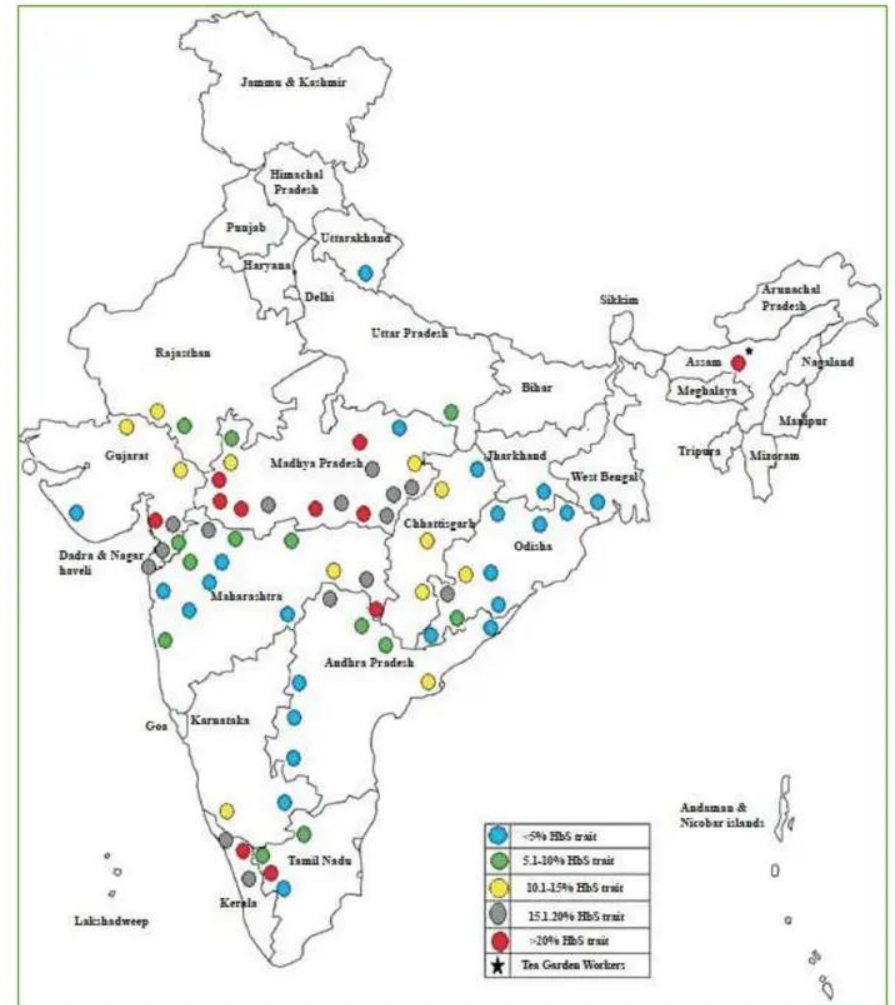 Jammu & Kashmir
Himachal
Pradesh
Punjab
Uttarakhand
Haryana
Delhi
Sikkim
Arunachal
Pradesh
Uttar Pradesh
Rajasthan
Assam
Nagaland
Bihar
Meghalaya
Manipur
Gujarat
Madhya Pradesh
Jharkhand
Tripura
Mizoram
West Bengal
Chhattisgarh
Odisha
Dadra & Nagar
haveli
Maharashtra
Andhra Pradesh
Goa
Karnataka
Andaman &
Nicobar islands
<5% HbS trait
5.1-10% HbS trait
10.1-15% HbS trait
15.1.20% HbS trait
>20% HbS trait
Tea Garden Workers
Tamil Nadu
Kerala
Lakshadweep